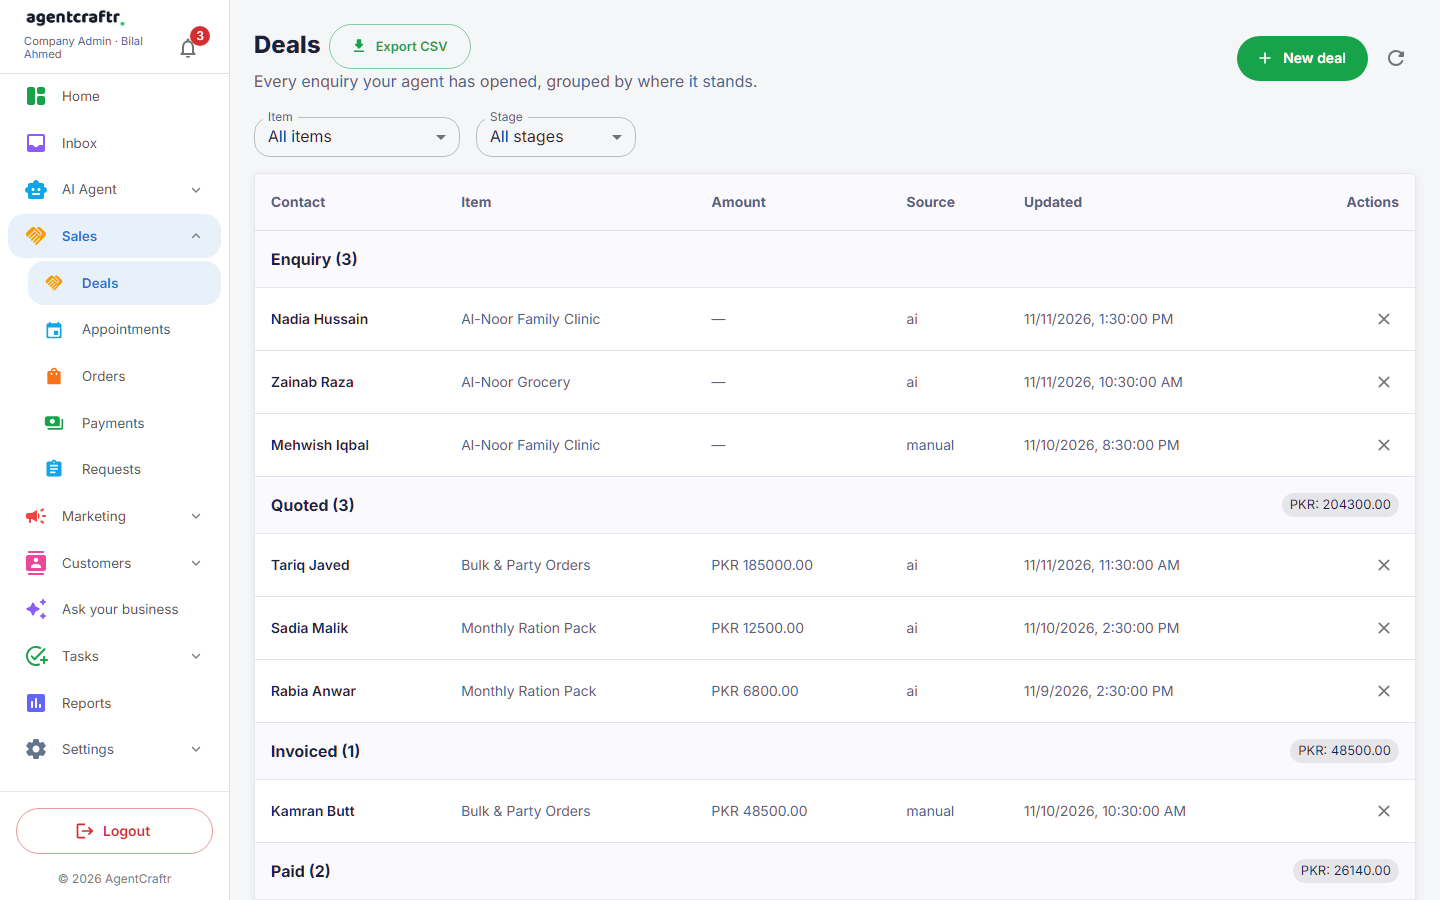 agentcraftr.
Company Admin · Bilal
Ahmed
3
Home
Inbox
AI Agent
Sales
Deals
Appointments
Orders
Payments
Requests
Marketing
Customers
Ask your business
Tasks
Reports
Settings
Logout
© 2026 AgentCraftr
Deals
Export CSV
New deal
Every enquiry your agent has opened, grouped by where it stands.
Item
All items
Stage
All stages
Contact Item Amount Source Updated Actions
Enquiry (3)
Nadia Hussain Al-Noor Family Clinic — ai 11/11/2026, 1:30:00 PM
Zainab Raza Al-Noor Grocery — ai 11/11/2026, 10:30:00 AM
Mehwish Iqbal Al-Noor Family Clinic — manual 11/10/2026, 8:30:00 PM
Quoted (3) PKR: 204300.00
Tariq Javed Bulk & Party Orders PKR 185000.00 ai 11/11/2026, 11:30:00 AM
Sadia Malik Monthly Ration Pack PKR 12500.00 ai 11/10/2026, 2:30:00 PM
Rabia Anwar Monthly Ration Pack PKR 6800.00 ai 11/9/2026, 2:30:00 PM
Invoiced (1) PKR: 48500.00
Kamran Butt Bulk & Party Orders PKR 48500.00 manual 11/10/2026, 10:30:00 AM
Paid (2) PKR: 26140.00